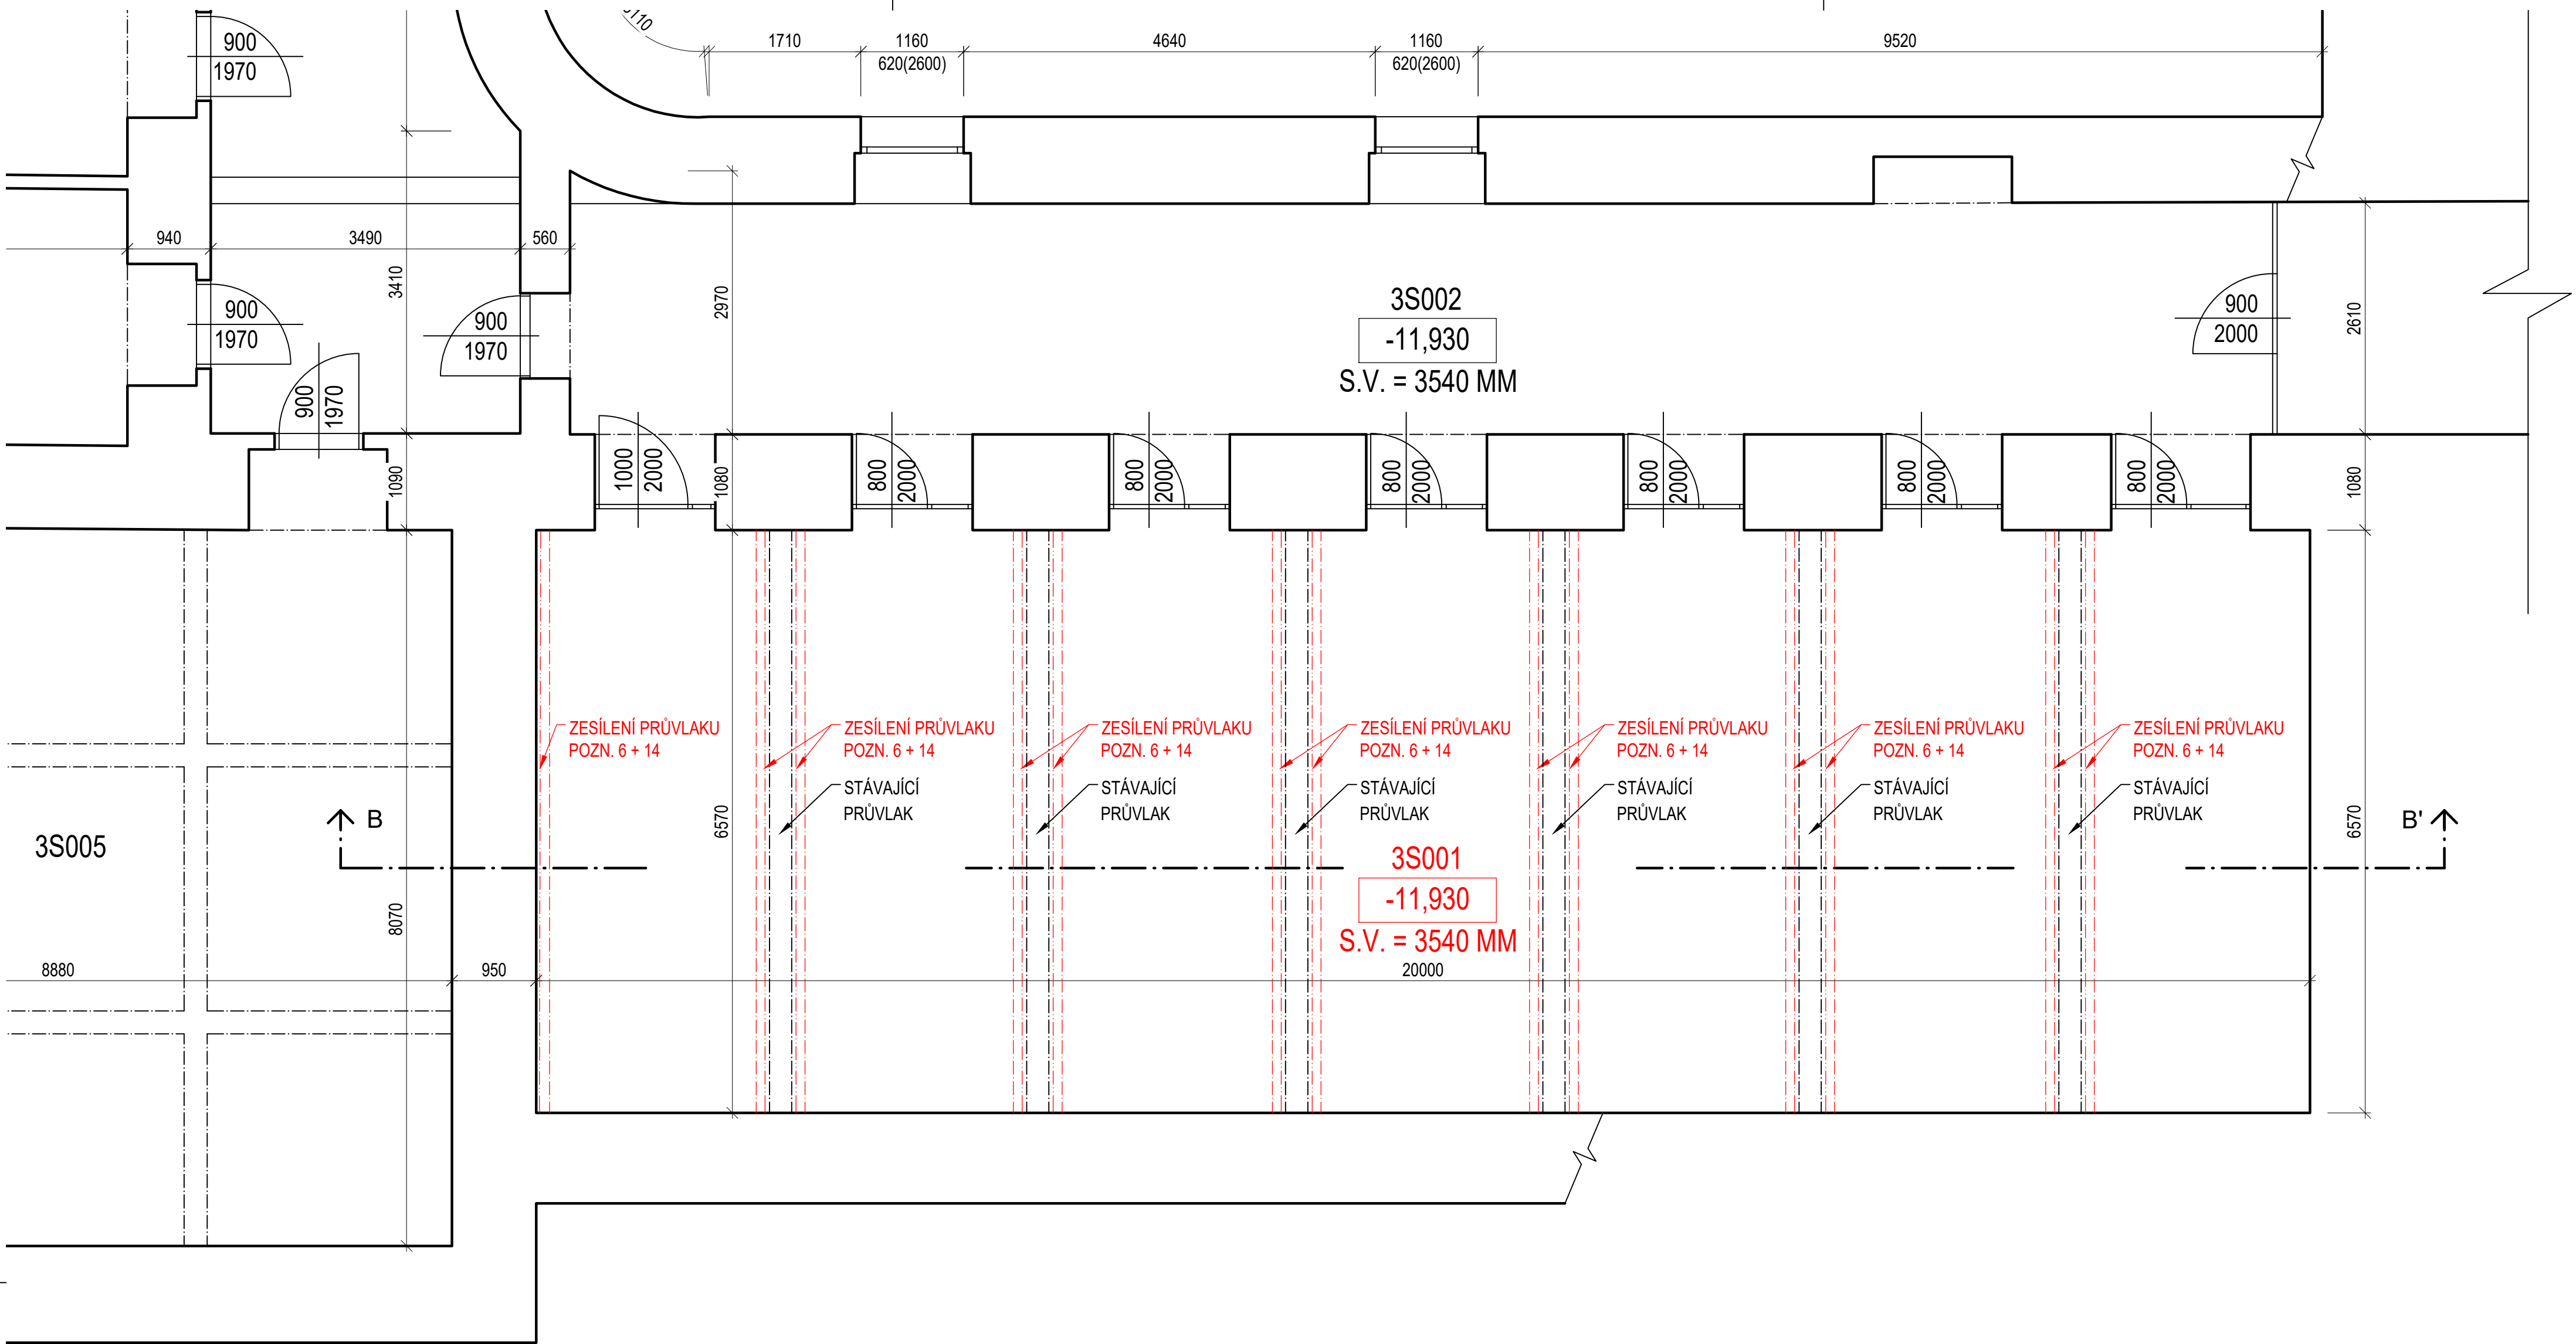 1710
1160
4640
1160
9520
620(2600)
620(2600)
900
1970
940
3490
560
3410
2970
900
1970
900
1970
900
1970
3S002
-11,930
S.V. = 3540 MM
900
2000
2610
1090
1000
2000
1080
800
2000
800
2000
800
2000
800
2000
800
2000
800
2000
1080
ZESÍLENÍ PRŮVLAKU
POZN. 6 + 14
ZESÍLENÍ PRŮVLAKU
POZN. 6 + 14
ZESÍLENÍ PRŮVLAKU
POZN. 6 + 14
ZESÍLENÍ PRŮVLAKU
POZN. 6 + 14
ZESÍLENÍ PRŮVLAKU
POZN. 6 + 14
ZESÍLENÍ PRŮVLAKU
POZN. 6 + 14
ZESÍLENÍ PRŮVLAKU
POZN. 6 + 14
STÁVAJÍCÍ
PRŮVLAK
STÁVAJÍCÍ
PRŮVLAK
STÁVAJÍCÍ
PRŮVLAK
STÁVAJÍCÍ
PRŮVLAK
STÁVAJÍCÍ
PRŮVLAK
STÁVAJÍCÍ
PRŮVLAK
3S005
B
6570
B'
6570
3S001
-11,930
S.V. = 3540 MM
8070
8880
950
20000